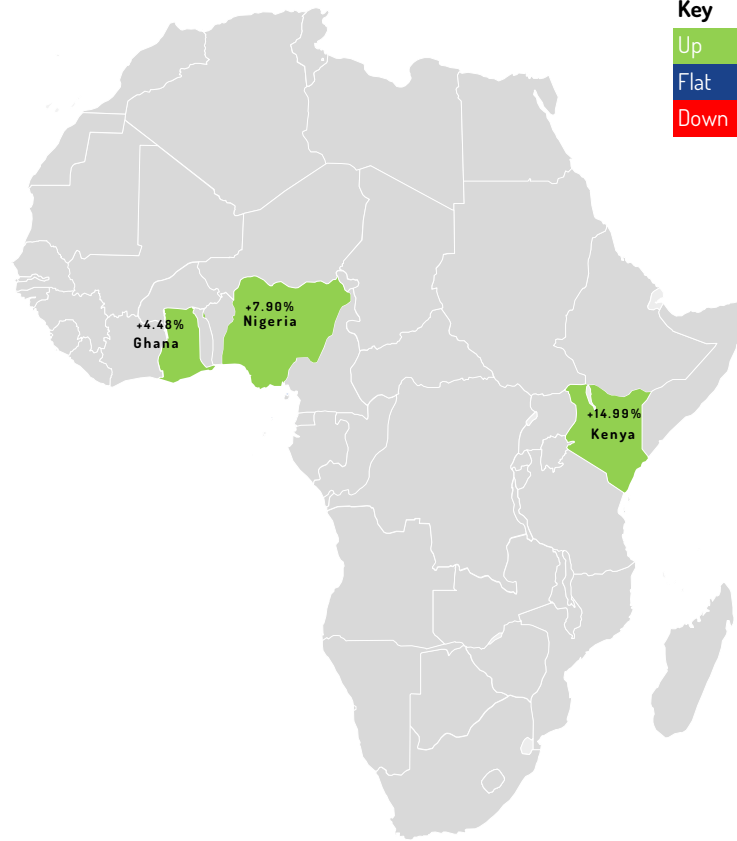 Key
Up
Flat
Down
+7.90%
Nigeria
+4.48%
Ghana
+14.99%
Kenya